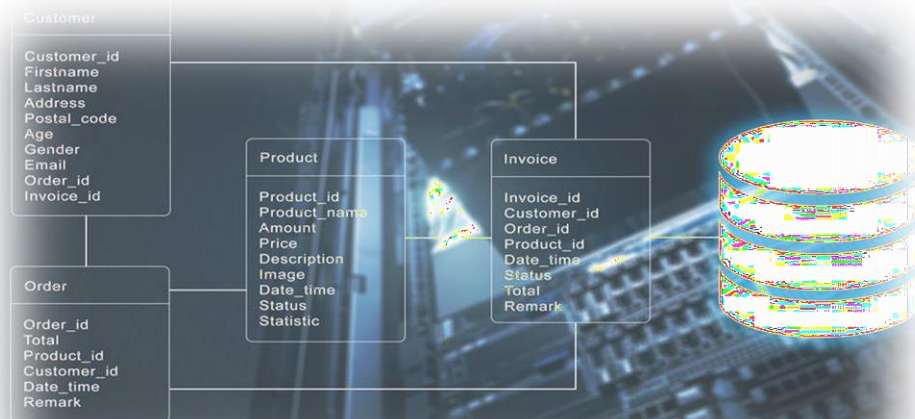 Customer
Customer_id
Firstname
Lastname
Address
Postal_code
Age
Gender
Email
Order_id
Invoice_id
Product
Product_id
Product_name
Amount
Price
Description
Image
Date_time
Status
Statistic
Invoice
Invoice_id
Customer_id
Order_id
Product_id
Date_time
Status
Total
Remark
Order
Order_id
Total
Product_id
Customer_id
Date_time
Remark